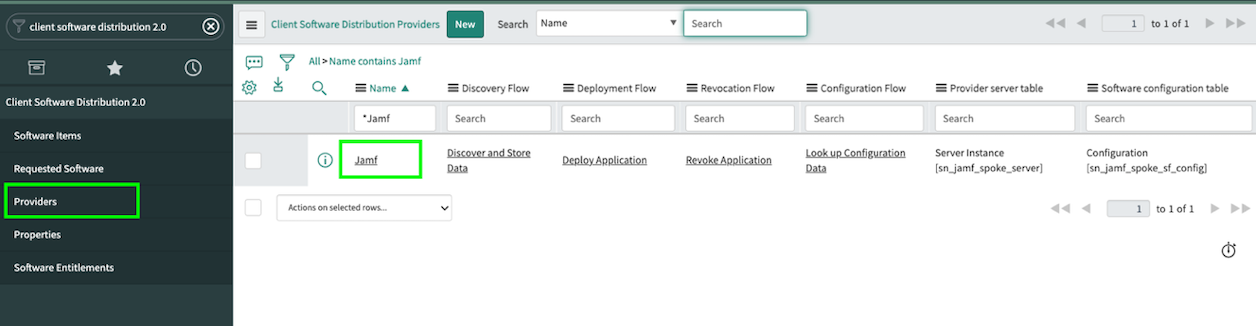 client software distribution 2.0
Client Software Distribution Providers New Search Name Search 1 to 1 of 1
All > Name contains Jamf
Name Discovery Flow Deployment Flow Revocation Flow Configuration Flow Provider server table Software configuration table
*Jamf Search Search Search Search Search Search
Client Software Distribution 2.0
Software Items
Requested Software
Providers
Properties
Software Entitlements
Jamf Discover and Store Deploy Application Revoke Application Look up Configuration Server Instance Configuration
Data Data [sn_jamf_spoke_server] [sn_jamf_spoke_sf_config]
Actions on selected rows... 1 to 1 of 1